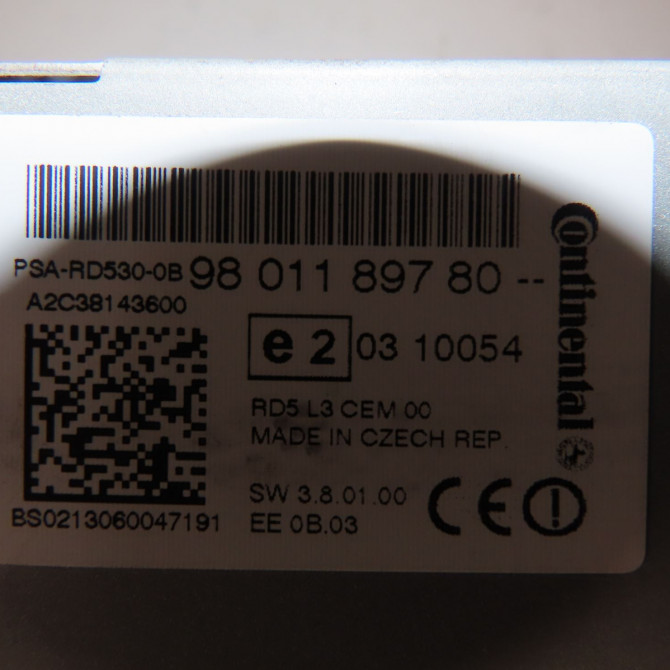 PSA-RD530-0B 98 011 897 80 --
A2C38143600
e 2 03 10054
RD5 L3 CEM 00
MADE IN CZECH REP.
SW 3.8.01.00
EE 0B.03
BS0213060047191
CE
Continental